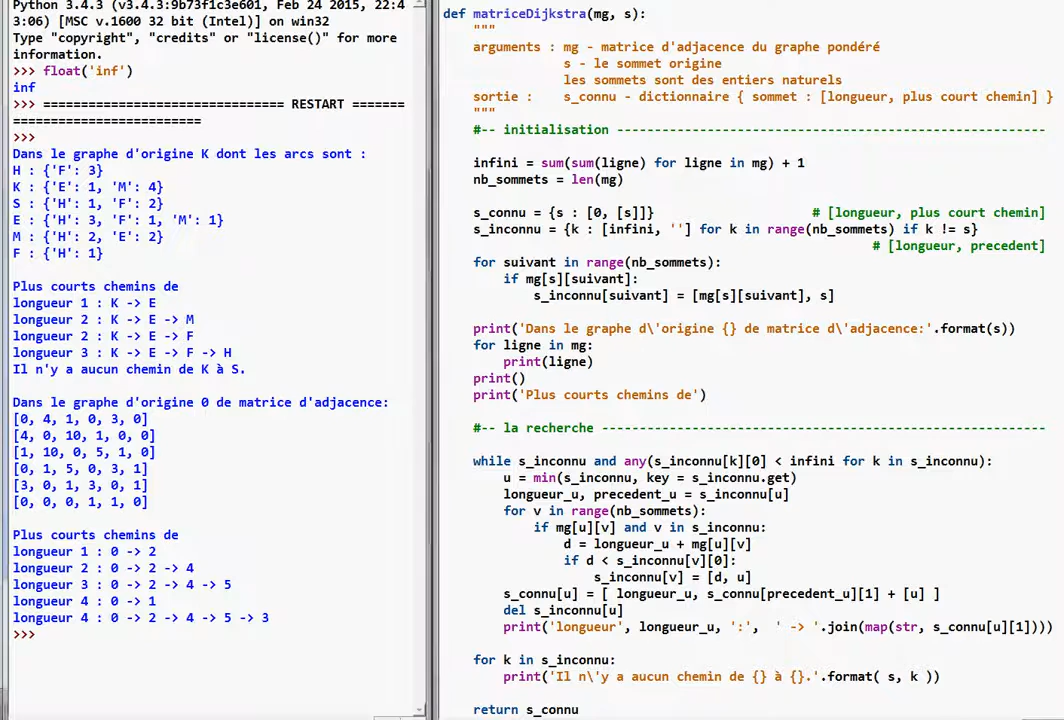 Python 3.4.3 (v3.4.3:9b73f1c3e601, Feb 24 2015, 22:4
3:06) [MSC v.1600 32 bit (Intel)] on win32
Type "copyright", "credits" or "license()" for more
information.
>>> float('inf')
inf
>>> ================================ RESTART =======
=========================
>>>
Dans le graphe d'origine K dont les arcs sont :
H : {'F': 3}
K : {'E': 1, 'M': 4}
S : {'H': 1, 'F': 2}
E : {'H': 3, 'F': 1, 'M': 1}
M : {'H': 2, 'E': 2}
F : {'H': 1}
Plus courts chemins de
longueur 1 : K -> E
longueur 2 : K -> E -> M
longueur 2 : K -> E -> F
longueur 3 : K -> E -> F -> H
Il n'y a aucun chemin de K à S.
Dans le graphe d'origine 0 de matrice d'adjacence:
[0, 4, 1, 0, 3, 0]
[4, 0, 10, 1, 0, 0]
[1, 10, 0, 5, 1, 0]
[0, 1, 5, 0, 3, 1]
[3, 0, 1, 3, 0, 1]
[0, 0, 0, 1, 1, 0]
Plus courts chemins de
longueur 1 : 0 -> 2
longueur 2 : 0 -> 2 -> 4
longueur 3 : 0 -> 2 -> 4 -> 5
longueur 4 : 0 -> 1
longueur 4 : 0 -> 2 -> 4 -> 5 -> 3
>>>
def matriceDijkstra(mg, s):
"""
arguments : mg - matrice d'adjacence du graphe pondéré
s - le sommet origine
les sommets sont des entiers naturels
sortie : s_connu - dictionnaire { sommet : [longueur, plus court chemin] }
"""
#-- initialisation ---------------------------------------------------------
infini = sum(sum(ligne) for ligne in mg) + 1
nb_sommets = len(mg)
s_connu = {s : [0, [s]]} # [longueur, plus court chemin]
s_inconnu = {k : [infini, ''] for k in range(nb_sommets) if k != s}
# [longueur, precedent]
for suivant in range(nb_sommets):
if mg[s][suivant]:
s_inconnu[suivant] = [mg[s][suivant], s]
print('Dans le graphe d\'origine {} de matrice d\'adjacence:'.format(s))
for ligne in mg:
print(ligne)
print()
print('Plus courts chemins de')
#-- la recherche -----------------------------------------------------------
while s_inconnu and any(s_inconnu[k][0] < infini for k in s_inconnu):
u = min(s_inconnu, key = s_inconnu.get)
longueur_u, precedent_u = s_inconnu[u]
for v in range(nb_sommets):
if mg[u][v] and v in s_inconnu:
d = longueur_u + mg[u][v]
if d < s_inconnu[v][0]:
s_inconnu[v] = [d, u]
s_connu[u] = [ longueur_u, s_connu[precedent_u][1] + [u] ]
del s_inconnu[u]
print('longueur', longueur_u, ':', ' -> '.join(map(str, s_connu[u][1])))
for k in s_inconnu:
print('Il n\'y a aucun chemin de {} à {}.'.format( s, k ))
return s_connu